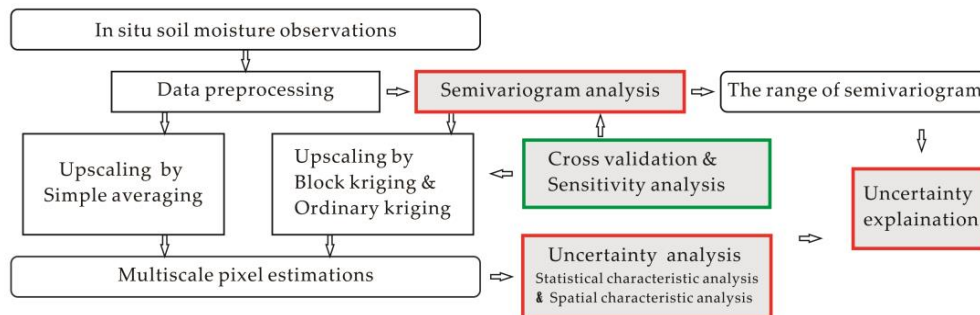 In situ soil moisture observations
Data preprocessing
Semivariogram analysis
The range of semivariogram
Upscaling by
Simple averaging
Upscaling by
Block kriging &
Ordinary kriging
Cross validation &
Sensitivity analysis
Uncertainty
explaination
Uncertainty analysis
Statistical characteristic analysis
& Spatial characteristic analysis
Multiscale pixel estimations